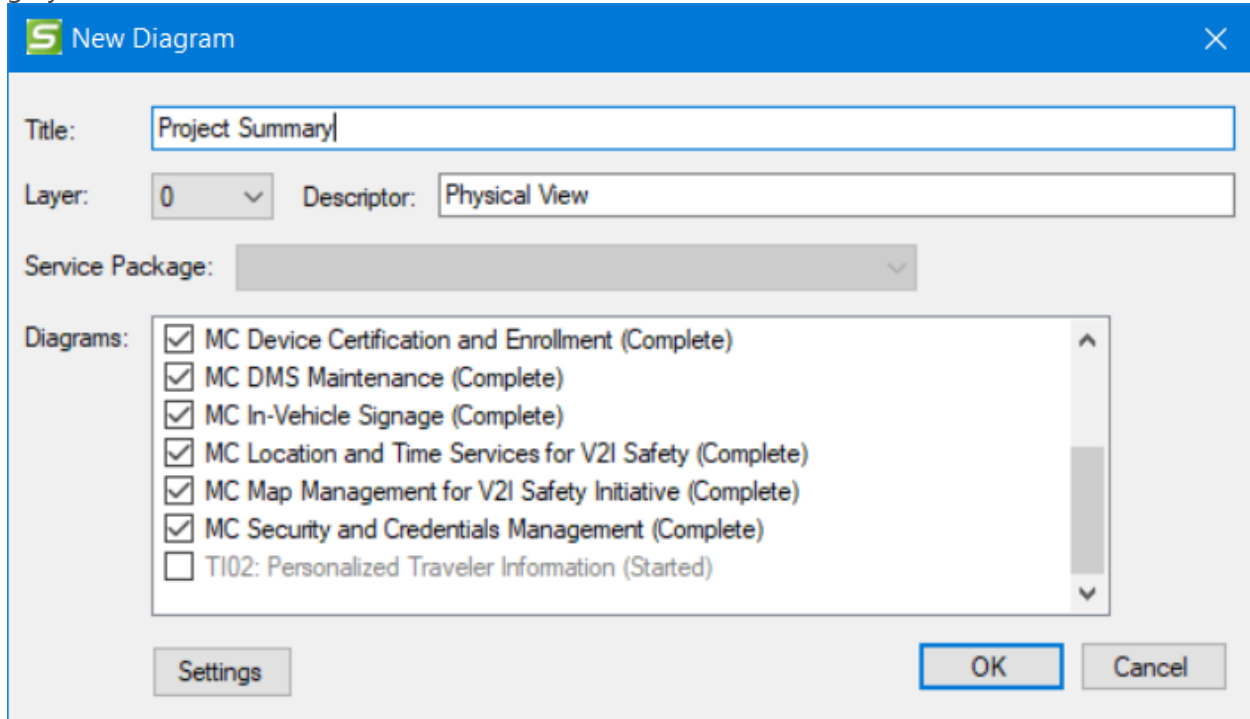 New Diagram
Title: Project Summary
Layer: 0 Descriptor: Physical View
Service Package:
Diagrams: MC Device Certification and Enrollment (Complete)
MC DMS Maintenance (Complete)
MC In-Vehicle Signage (Complete)
MC Location and Time Services for V2I Safety (Complete)
MC Map Management for V2I Safety Initiative (Complete)
MC Security and Credentials Management (Complete)
TI02: Personalized Traveler Information (Started)
Settings OK Cancel